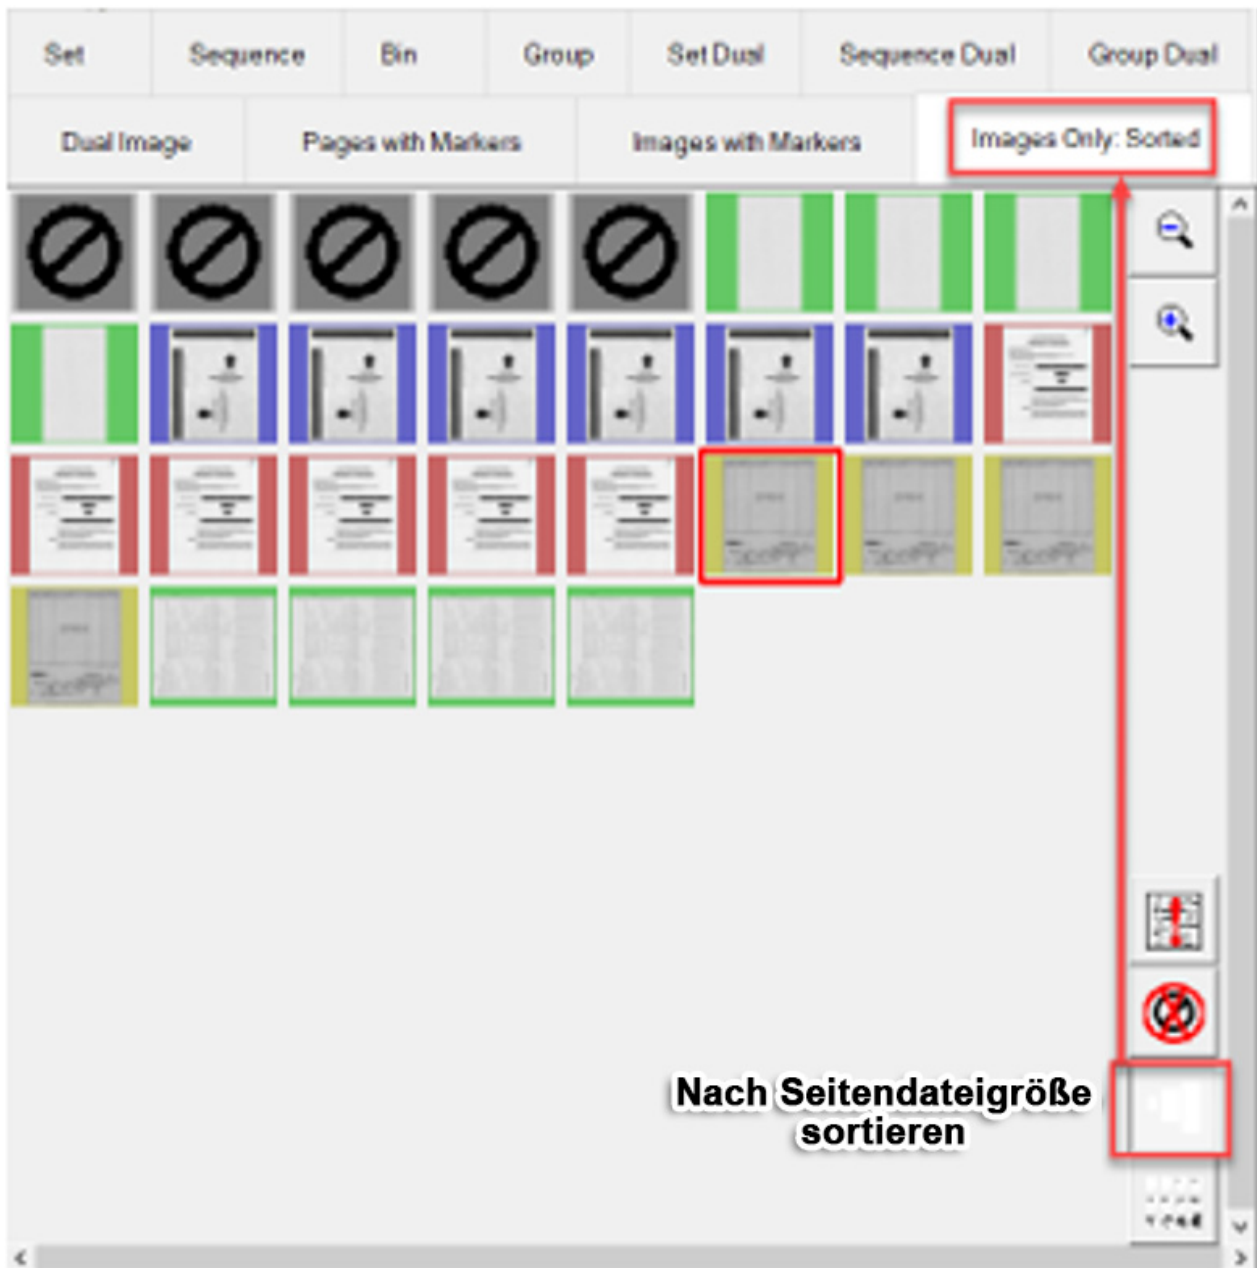 Set Sequence Bin Group Set Dual Sequence Dual Group Dual
Dual Image Pages with Markers Images with Markers Images Only: Sorted
Nach Seitendateigröße
sortieren